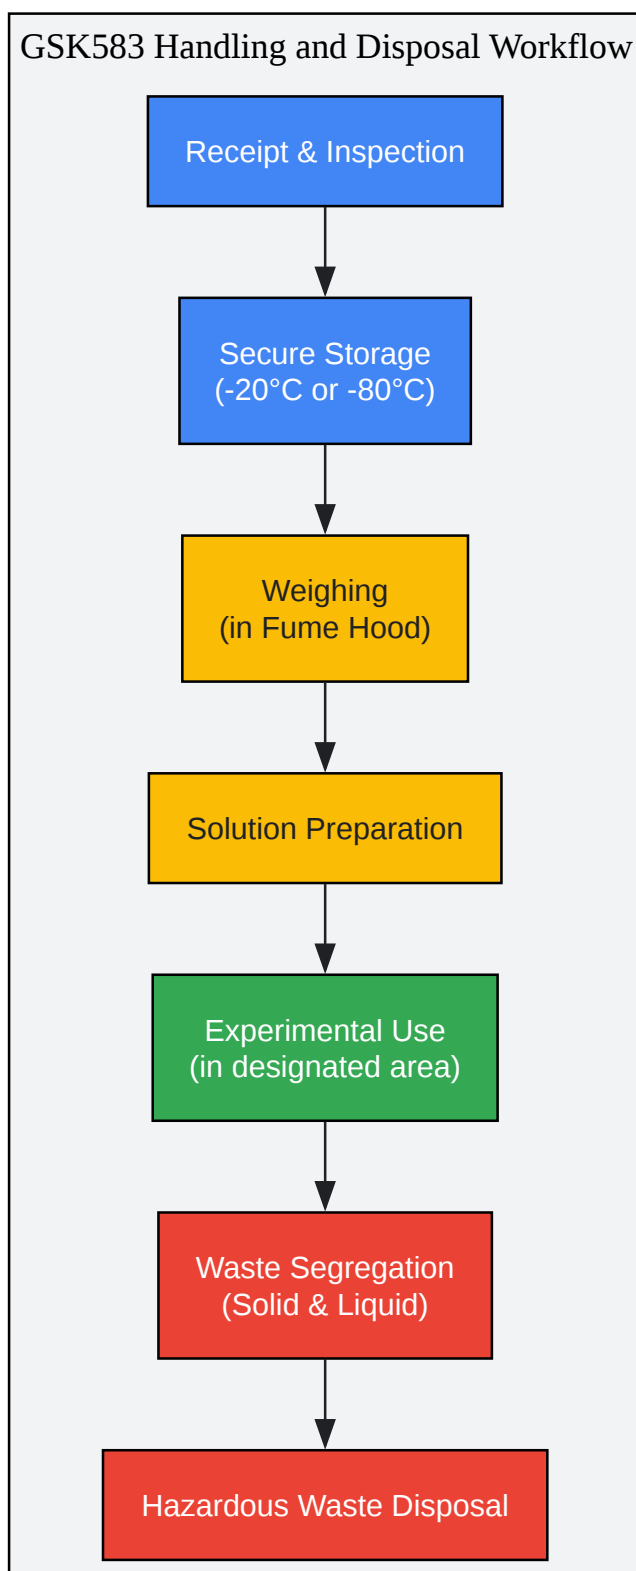 GSK583 Handling and Disposal Workflow
Receipt & Inspection
Secure Storage
(-20°C or -80°C)
Weighing
(in Fume Hood)
Solution Preparation
Experimental Use
(in designated area)
Waste Segregation
(Solid & Liquid)
Hazardous Waste Disposal